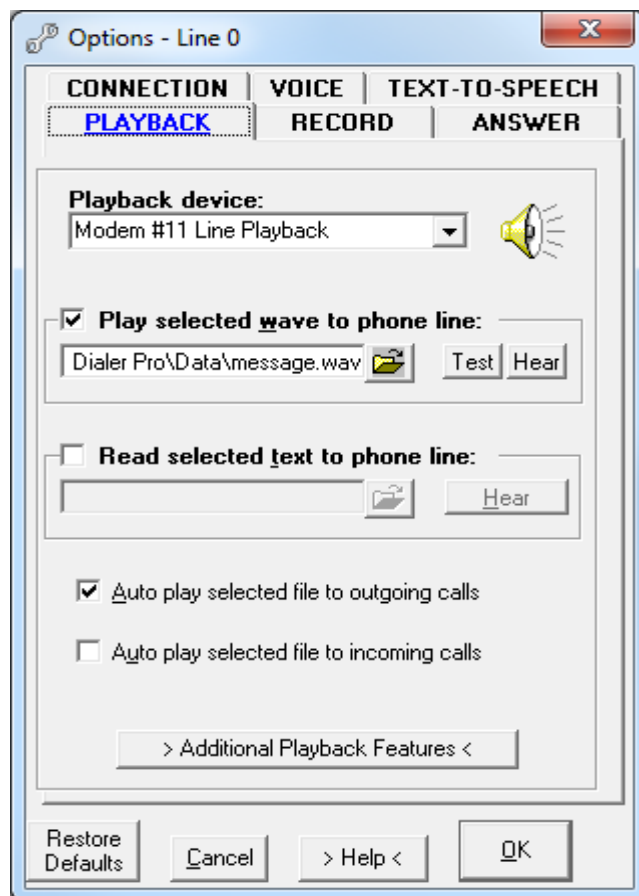 Options - Line 0
CONNECTION VOICE TEXT-TO-SPEECH
PLAYBACK RECORD ANSWER
Playback device:
Modem #11 Line Playback
Play selected wave to phone line:
Dialer Pro\Data\message.wav Test Hear
Read selected text to phone line:
Hear
Auto play selected file to outgoing calls
Auto play selected file to incoming calls
> Additional Playback Features <
Restore
Defaults
Cancel
> Help <
OK